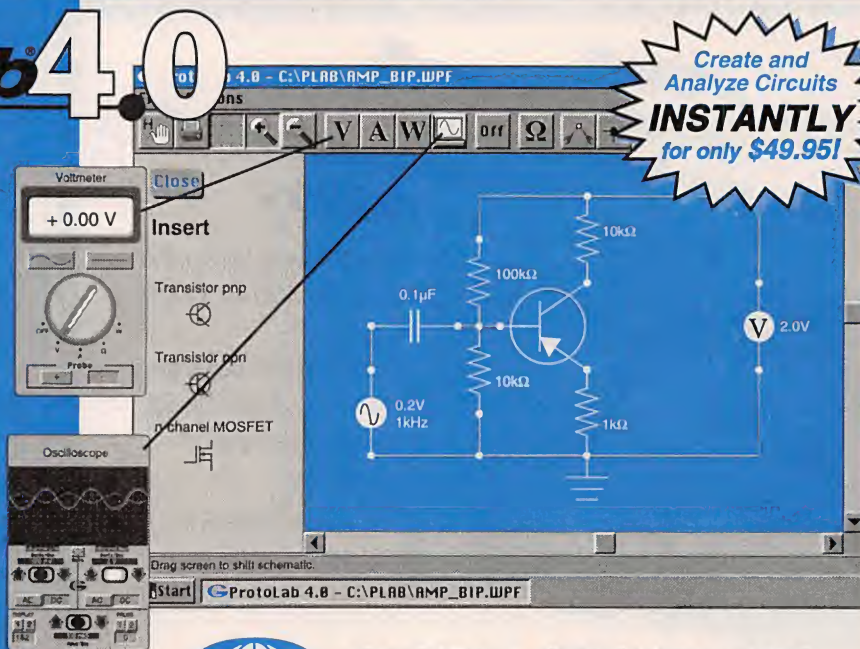 b® 4.0
ProtoLab 4.0 - C:\PLAB\AMP_BIP.WPF
ons
Create and
Analyze Circuits
INSTANTLY
for only $49.95!
H
V A W Off Ω
Voltmeter
+ 0.00 V
OFF
V
A
Ω
Probe
+ -
Close
Insert
Transistor pnp
Transistor npn
n-chanel MOSFET
10kΩ
100kΩ
0.1µF
10kΩ
0.2V
1kHz
1kΩ
V 2.0V
Oscilloscope
AC DC AC DC
Drag screen to shift schematic.
Start GProtoLab 4.0 - C:\PLAB\AMP_BIP.WPF